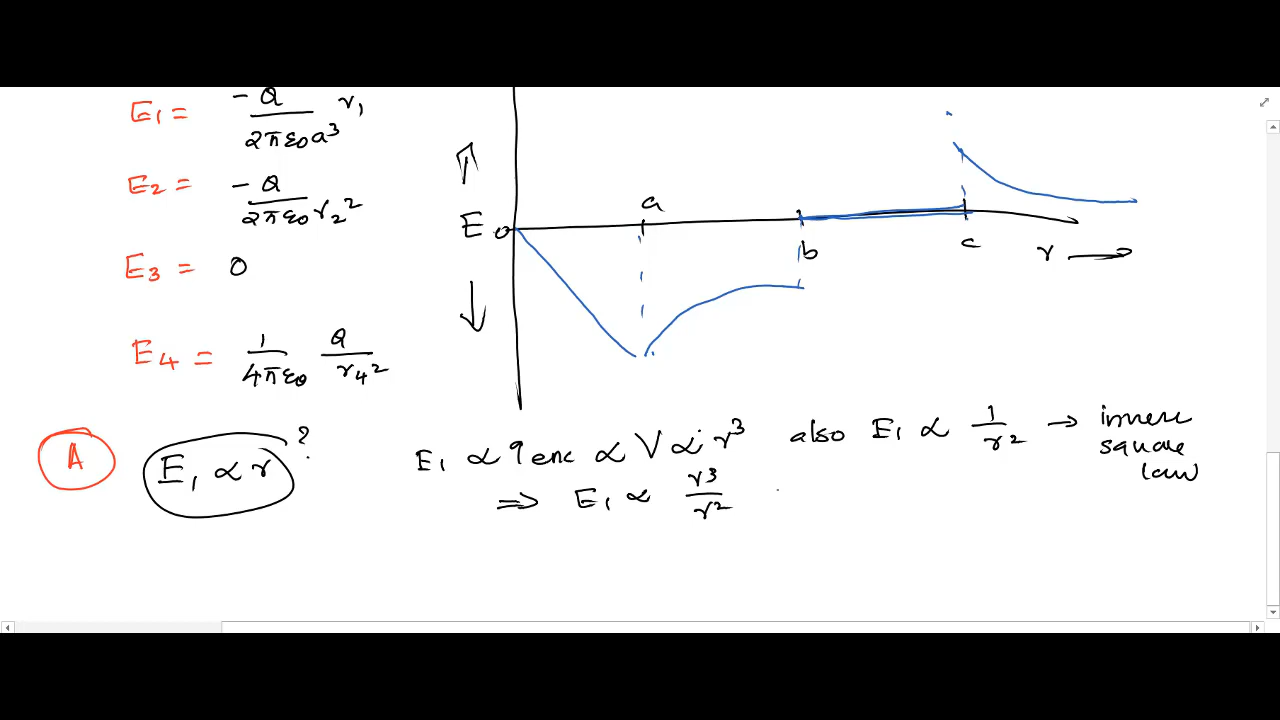 E₁ = -Q / 2πε₀a³ r₁
E₂ = -Q / 2πε₀r₂²
E₃ = 0
E₄ = 1/4πε₀ Q/r₄²
E
0
a
b
c
r →
A
E₁ ∝ r ?
E₁ ∝ qenc ∝ V ∝ r³ also E₁ ∝ 1/r² → inverse
square
law
⇒ E₁ ∝ r³/r²